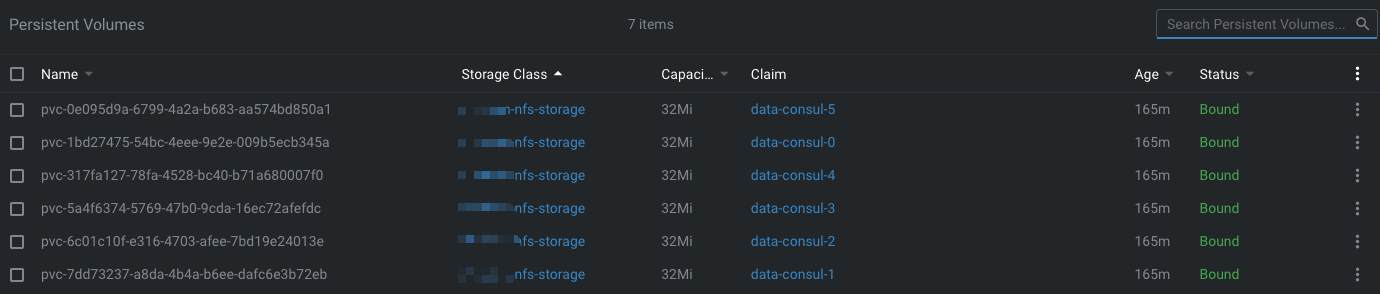 Persistent Volumes 7 items Search Persistent Volumes...
Name Storage Class Capaci... Claim Age Status
pvc-0e095d9a-6799-4a2a-b683-aa574bd850a1 -nfs-storage 32Mi data-consul-5 165m Bound
pvc-1bd27475-54bc-4eee-9e2e-009b5ecb345a -nfs-storage 32Mi data-consul-0 165m Bound
pvc-317fa127-78fa-4528-bc40-b71a680007f0 -nfs-storage 32Mi data-consul-4 165m Bound
pvc-5a4f6374-5769-47b0-9cda-16ec72afefdc -nfs-storage 32Mi data-consul-3 165m Bound
pvc-6c01c10f-e316-4703-afee-7bd19e24013e nfs-storage 32Mi data-consul-2 165m Bound
pvc-7dd73237-a8da-4b4a-b6ee-dafc6e3b72eb -nfs-storage 32Mi data-consul-1 165m Bound